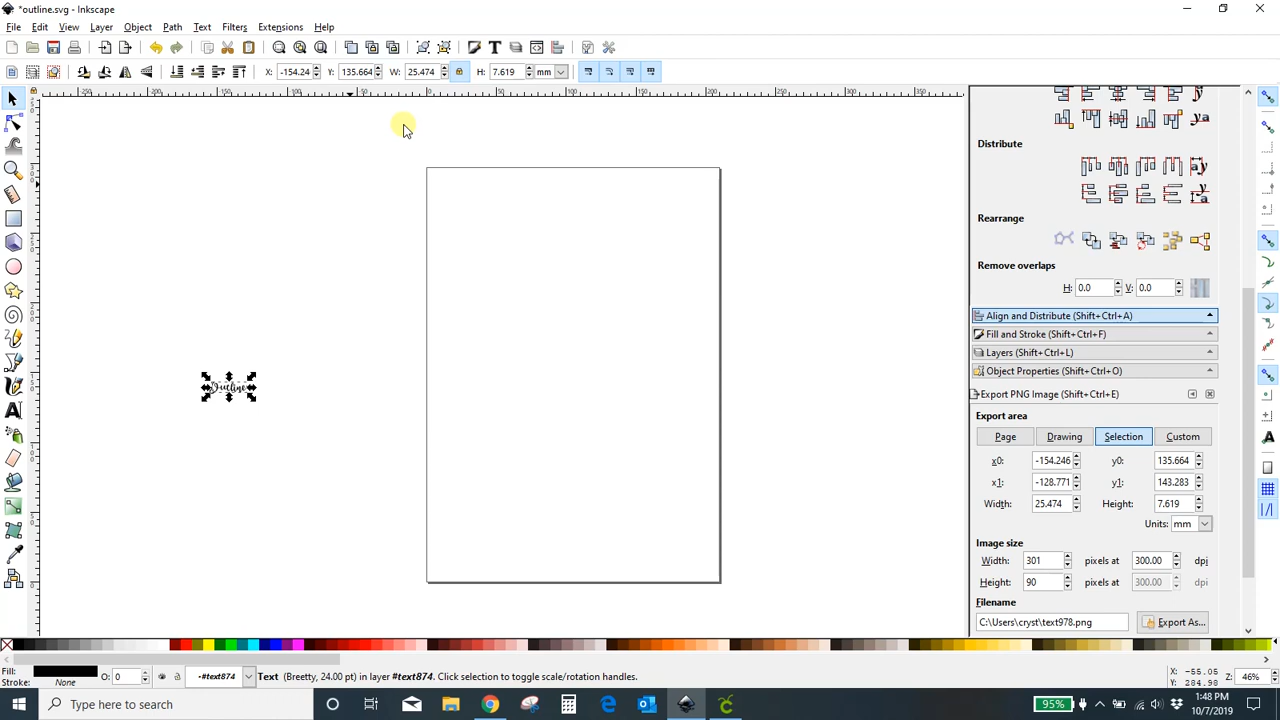 *outline.svg - Inkscape
File Edit View Layer Object Path Text Filters Extensions Help
X: -154.24 Y: 135.664 W: 25.474 H: 7.619 mm
Distribute
Rearrange
Remove overlaps
H: 0.0 V: 0.0
Align and Distribute (Shift+Ctrl+A)
Fill and Stroke (Shift+Ctrl+F)
Layers (Shift+Ctrl+L)
Object Properties (Shift+Ctrl+O)
Export PNG Image (Shift+Ctrl+E)
Export area
Page Drawing Selection Custom
x0: -154.246 y0: 135.664
x1: -128.771 y1: 143.283
Width: 25.474 Height: 7.619
Units: mm
Image size
Width: 301 pixels at 300.00 dpi
Height: 90 pixels at 300.00 dpi
Filename
C:\Users\cryst\text978.png Export As...
Outline
Fill:
Stroke: None O: 0 -#text874 Text (Breetty, 24.00 pt) in layer #text874. Click selection to toggle scale/rotation handles. X: -55.05 Y: 284.90 Z: 46%
Type here to search
95%
1:48 PM
10/7/2019